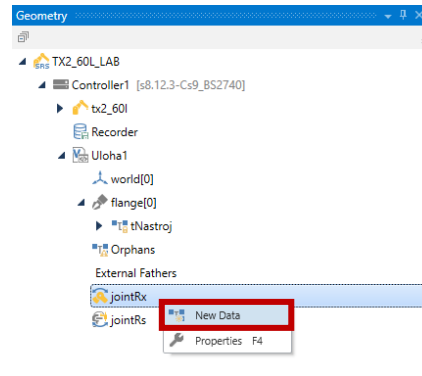 Geometry
TX2_60L_LAB
Controller1 [s8.12.3-Cs9_BS2740]
tx2_60l
Recorder
Uloha1
world[0]
flange[0]
tNastroj
Orphans
External Fathers
jointRx
New Data
jointRs
Properties F4